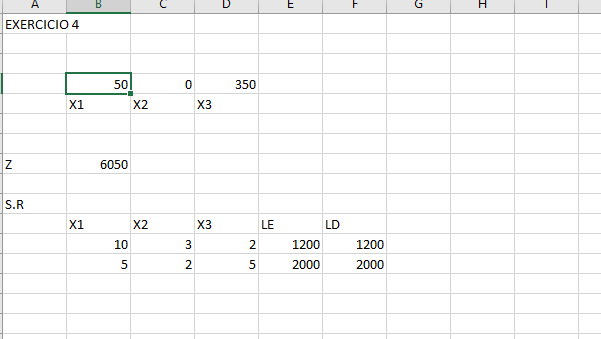 A B C D E F G H I
EXERCICIO 4
50 0 350
X1 X2 X3
Z 6050
S.R
X1 X2 X3 LE LD
10 3 2 1200 1200
5 2 5 2000 2000